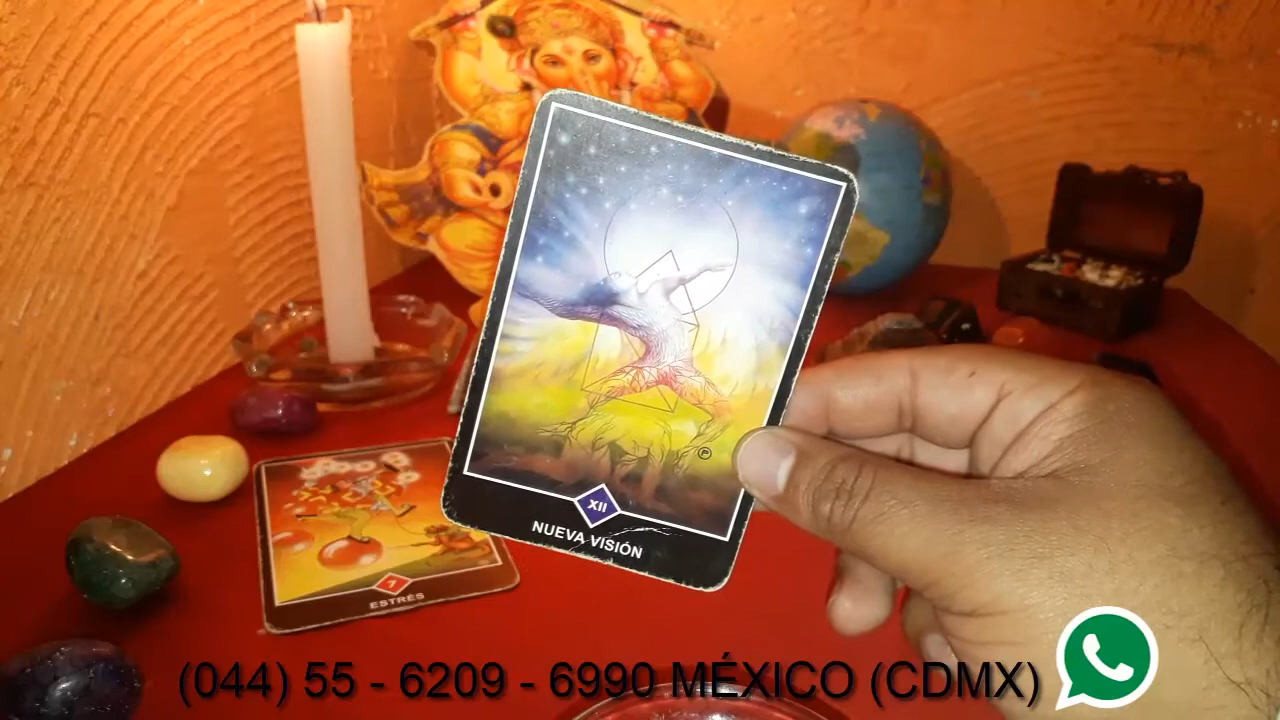 XII
NUEVA VISIÓN
7
ESTRÉS
(044) 55 - 6209 - 6990 MÉXICO (CDMX)